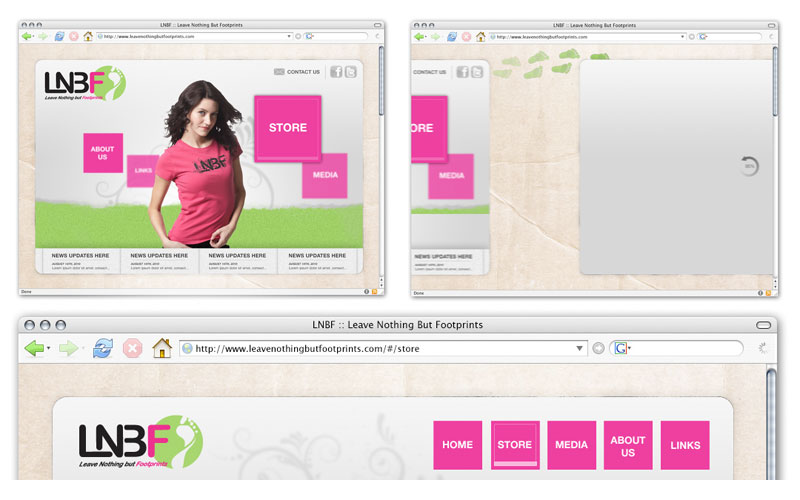 LNBF :: Leave Nothing But Footprints
http://www.leavenothingbutfootprints.com/
LNBF
Leave Nothing but Footprints
CONTACT US
ABOUT
US
LINKS
STORE
MEDIA
LNBF
NEWS UPDATES HERE
NEWS UPDATES HERE
NEWS UPDATES HERE
NEWS UPDATES HERE
Done
LNBF :: Leave Nothing But Footprints
http://www.leavenothingbutfootprints.com/
CONTACT US
ORE
MEDIA
NEWS UPDATES HERE
Done
LNBF :: Leave Nothing But Footprints
http://www.leavenothingbutfootprints.com/#/store
LNBF
Leave Nothing but Footprints
HOME
STORE
MEDIA
ABOUT
US
LINKS